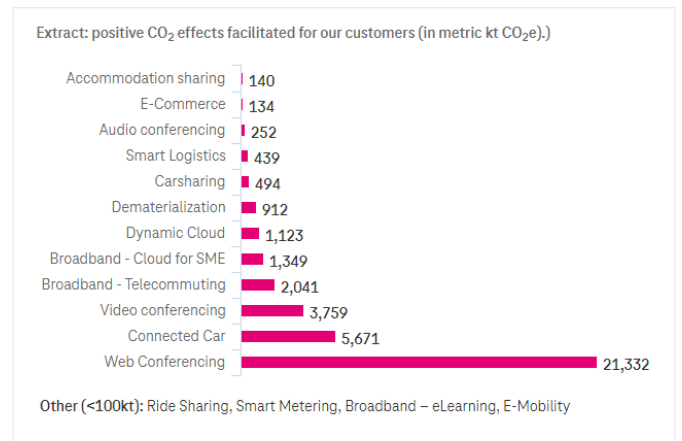 Extract: positive CO₂ effects facilitated for our customers (in metric kt CO₂e).)
Accommodation sharing 140
E-Commerce 134
Audio conferencing 252
Smart Logistics 439
Carsharing 494
Dematerialization 912
Dynamic Cloud 1,123
Broadband - Cloud for SME 1,349
Broadband - Telecommuting 2,041
Video conferencing 3,759
Connected Car 5,671
Web Conferencing 21,332
Other (<100kt): Ride Sharing, Smart Metering, Broadband – eLearning, E-Mobility